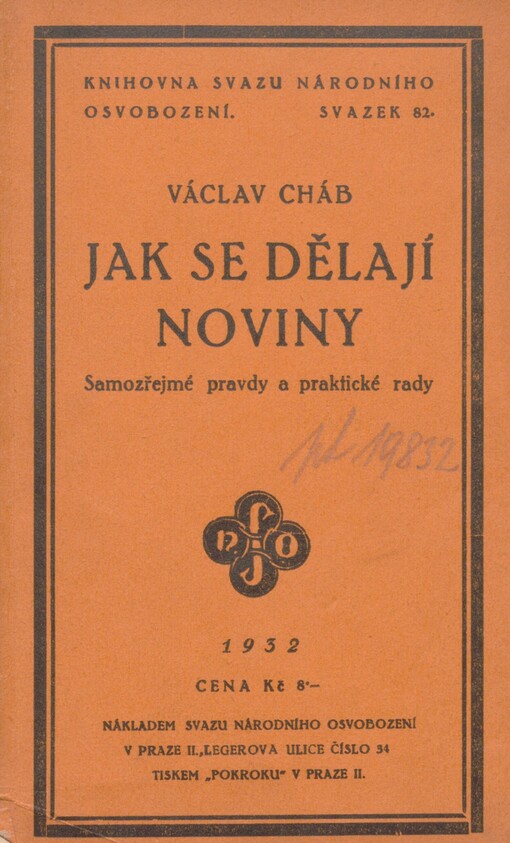 KNIHOVNA SVAZU NÁRODNÍHO
OSVOBOZENÍ. SVAZEK 82.
VÁCLAV CHÁB
JAK SE DĚLAJÍ
NOVINY
Samozřejmé pravdy a praktické rady
19832
1932
CENA Kč 8·–
NÁKLADEM SVAZU NÁRODNÍHO OSVOBOZENÍ
V PRAZE II., LEGEROVA ULICE ČÍSLO 34
TISKEM „POKROKU“ V PRAZE II.